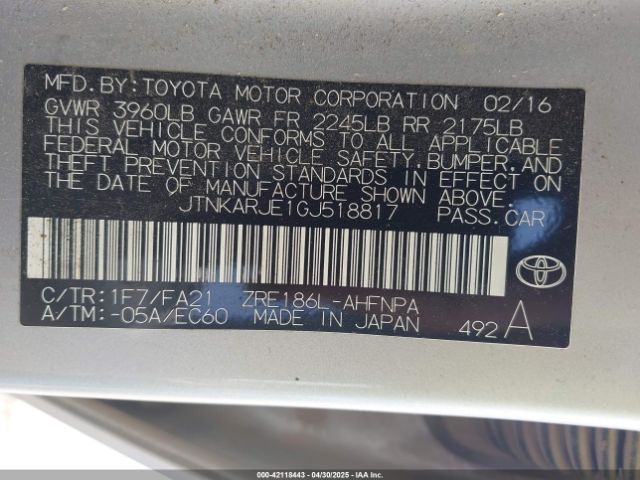 MFD. BY: TOYOTA MOTOR CORPORATION 02/16
GVWR 3960LB GAWR FR 2245LB RR 2175LB
THIS VEHICLE CONFORMS TO ALL APPLICABLE
FEDERAL MOTOR VEHICLE SAFETY, BUMPER, AND
THEFT PREVENTION STANDARDS IN EFFECT ON
THE DATE OF MANUFACTURE SHOWN ABOVE.
JTNKARJE1GJ518817 PASS.CAR
C/TR: 1F7/FA21 ZRE186L-AHFNPA
A/TM: -05A/EC60 MADE IN JAPAN 492 A
000-42118443 - 04/30/2025 - IAA Inc.